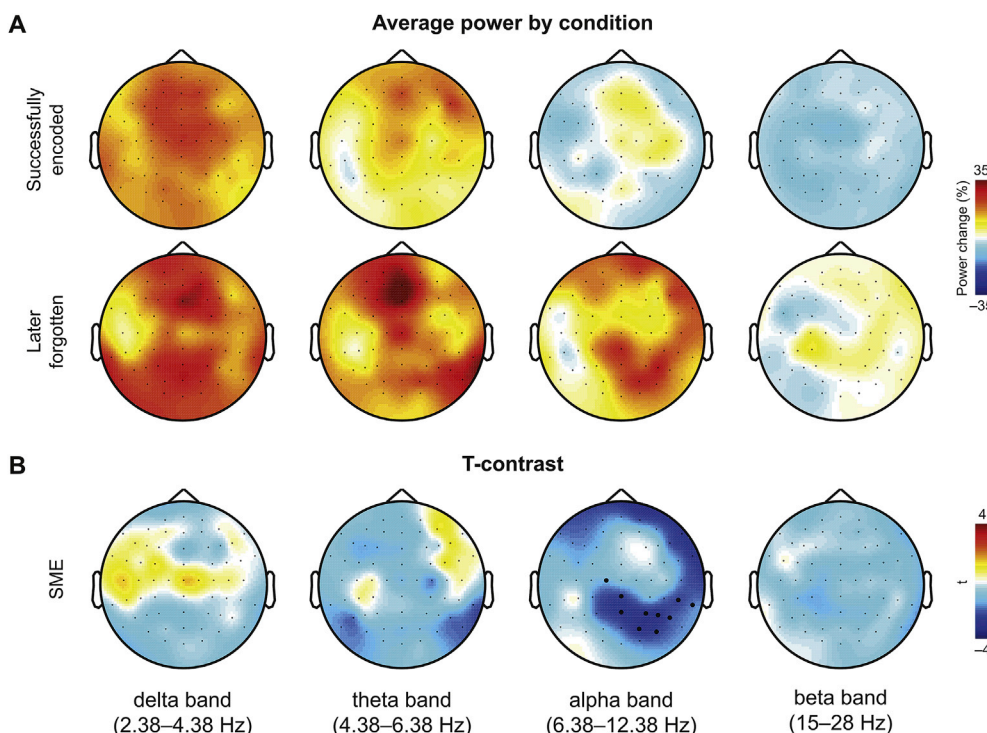 A
Average power by condition
Successfully
encoded
35
Power change (%)
–35
Later
forgotten
B
T-contrast
SME
4
t
–4
delta band
(2.38–4.38 Hz)
theta band
(4.38–6.38 Hz)
alpha band
(6.38–12.38 Hz)
beta band
(15–28 Hz)